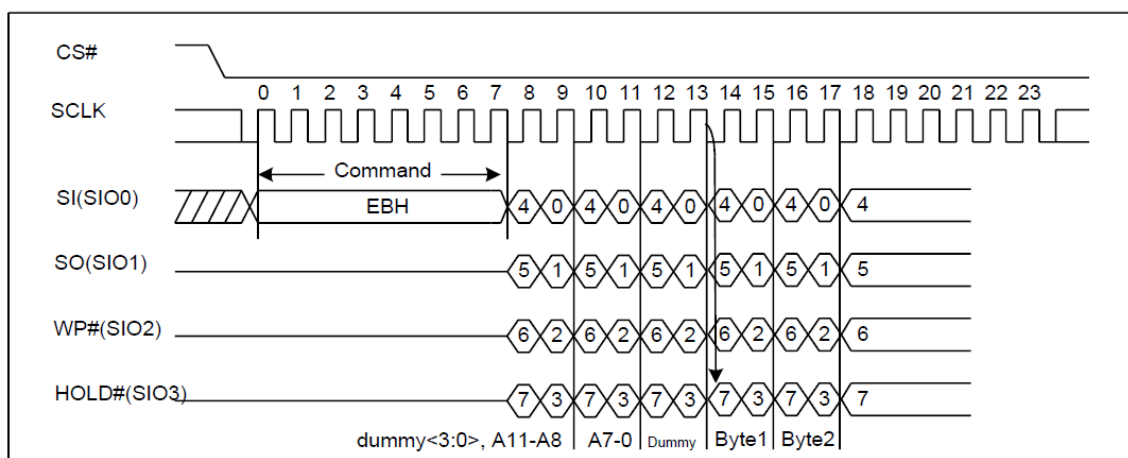 CS#
0 1 2 3 4 5 6 7 8 9 10 11 12 13 14 15 16 17 18 19 20 21 22 23
SCLK
Command
SI(SIO0) EBH 4 0 4 0 4 0 4 0 4 0 4
SO(SIO1) 5 1 5 1 5 1 5 1 5 1 5
WP#(SIO2) 6 2 6 2 6 2 6 2 6 2 6
HOLD#(SIO3) 7 3 7 3 7 3 7 3 7 3 7
dummy<3:0>, A11-A8 A7-0 Dummy Byte1 Byte2